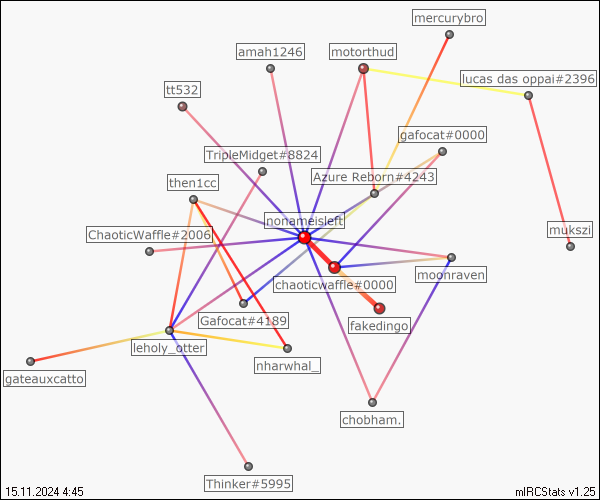 mercurybro
amah1246
motorthud
lucas das oppai#2396
tt532
gafocat#0000
TripleMidget#8824
Azure Reborn#4243
then1cc
nonameisleft
ChaoticWaffle#2006
mukszi
moonraven
chaoticwaffle#0000
Gafocat#4189
fakedingo
leholy_otter
nharwhal_
gateauxcatto
chobham.
Thinker#5995
15.11.2024 4:45
mIRCStats v1.25